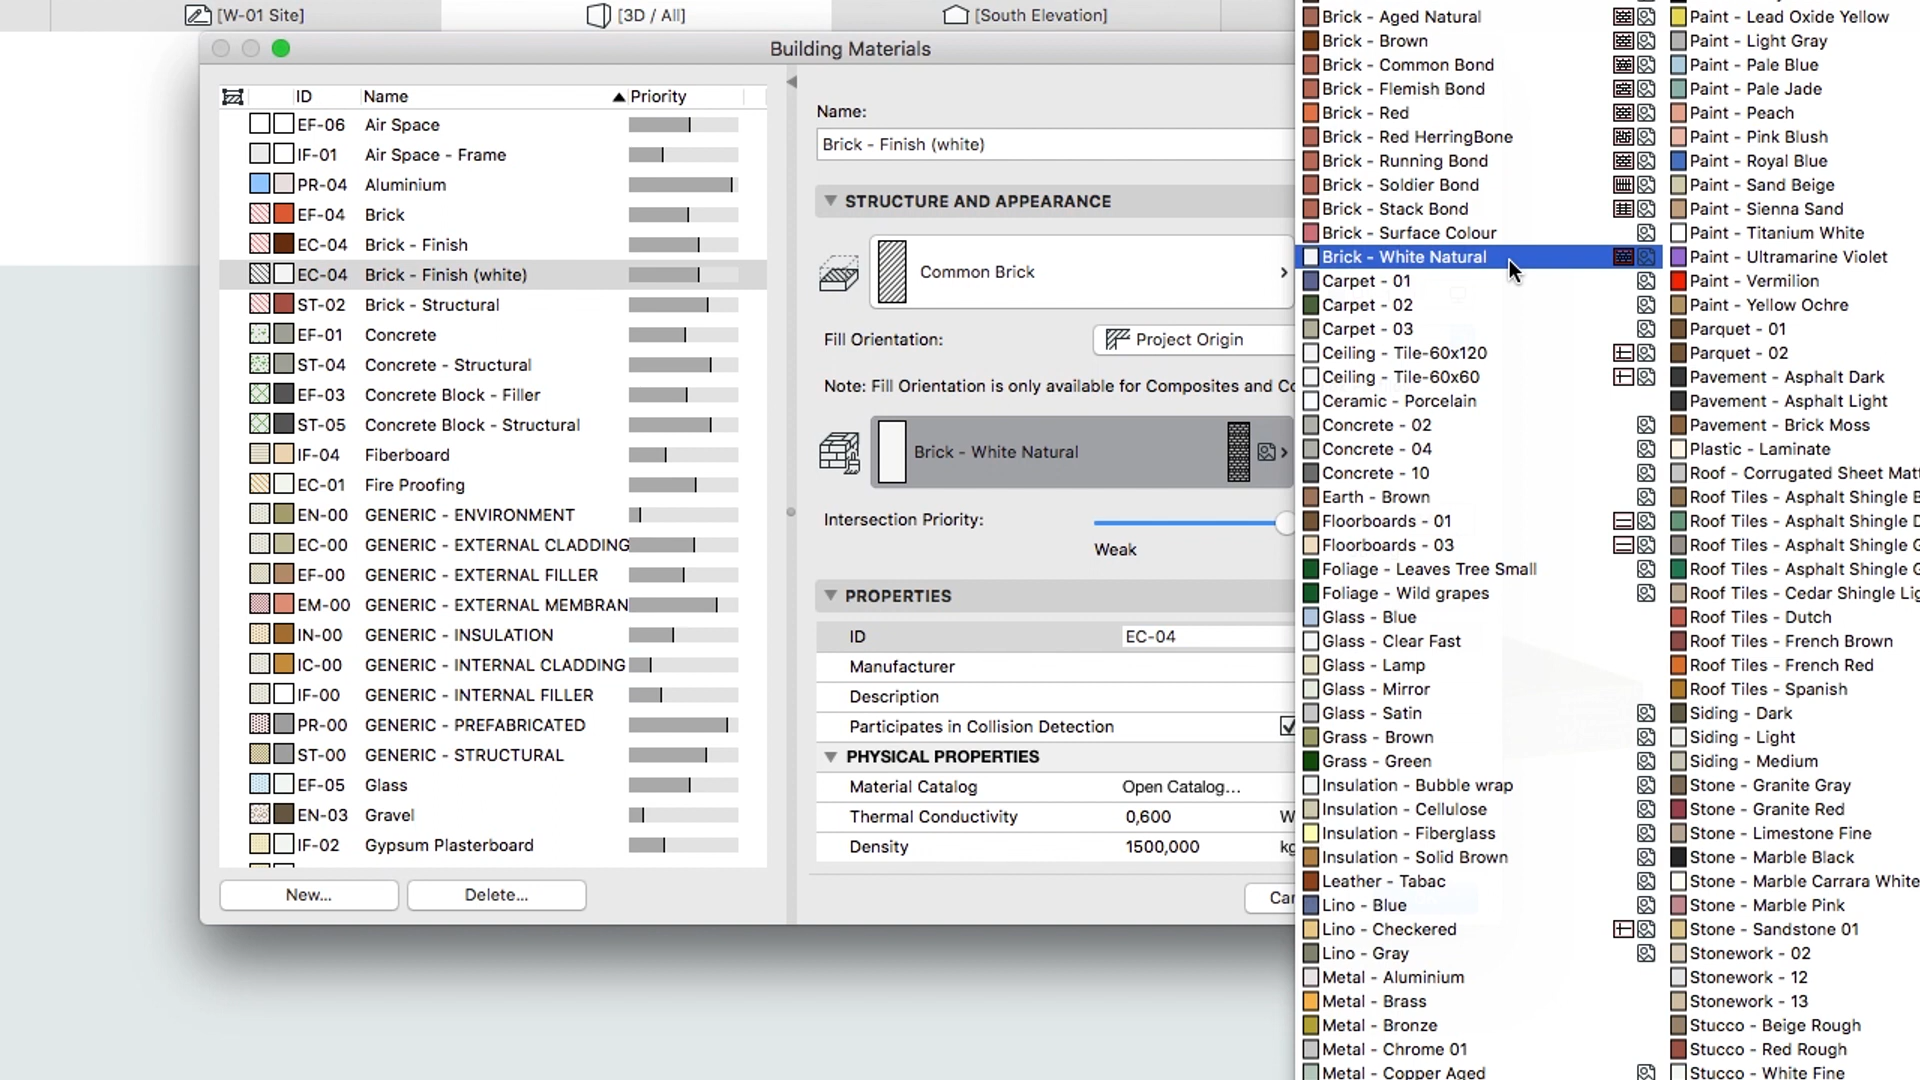 [W-01 Site]
[3D / All]
[South Elevation]
Building Materials
ID Name Priority
EF-06 Air Space
IF-01 Air Space - Frame
PR-04 Aluminium
EF-04 Brick
EC-04 Brick - Finish
EC-04 Brick - Finish (white)
ST-02 Brick - Structural
EF-01 Concrete
ST-04 Concrete - Structural
EF-03 Concrete Block - Filler
ST-05 Concrete Block - Structural
IF-04 Fiberboard
EC-01 Fire Proofing
EN-00 GENERIC - ENVIRONMENT
EC-00 GENERIC - EXTERNAL CLADDING
EF-00 GENERIC - EXTERNAL FILLER
EM-00 GENERIC - EXTERNAL MEMBRAN
IN-00 GENERIC - INSULATION
IC-00 GENERIC - INTERNAL CLADDING
IF-00 GENERIC - INTERNAL FILLER
PR-00 GENERIC - PREFABRICATED
ST-00 GENERIC - STRUCTURAL
EF-05 Glass
EN-03 Gravel
IF-02 Gypsum Plasterboard
New...
Delete...
Name:
Brick - Finish (white)
STRUCTURE AND APPEARANCE
Common Brick
Fill Orientation:
Project Origin
Note: Fill Orientation is only available for Composites and Co
Brick - White Natural
Intersection Priority:
Weak
PROPERTIES
ID EC-04
Manufacturer
Description
Participates in Collision Detection
PHYSICAL PROPERTIES
Material Catalog Open Catalog...
Thermal Conductivity 0,600 W
Density 1500,000 kg
Can
Brick - Aged Natural
Brick - Brown
Brick - Common Bond
Brick - Flemish Bond
Brick - Red
Brick - Red HerringBone
Brick - Running Bond
Brick - Soldier Bond
Brick - Stack Bond
Brick - Surface Colour
Brick - White Natural
Carpet - 01
Carpet - 02
Carpet - 03
Ceiling - Tile-60x120
Ceiling - Tile-60x60
Ceramic - Porcelain
Concrete - 02
Concrete - 04
Concrete - 10
Earth - Brown
Floorboards - 01
Floorboards - 03
Foliage - Leaves Tree Small
Foliage - Wild grapes
Glass - Blue
Glass - Clear Fast
Glass - Lamp
Glass - Mirror
Glass - Satin
Grass - Brown
Grass - Green
Insulation - Bubble wrap
Insulation - Cellulose
Insulation - Fiberglass
Insulation - Solid Brown
Leather - Tabac
Lino - Blue
Lino - Checkered
Lino - Gray
Metal - Aluminium
Metal - Brass
Metal - Bronze
Metal - Chrome 01
Metal - Copper Aged
Paint - Lead Oxide Yellow
Paint - Light Gray
Paint - Pale Blue
Paint - Pale Jade
Paint - Peach
Paint - Pink Blush
Paint - Royal Blue
Paint - Sand Beige
Paint - Sienna Sand
Paint - Titanium White
Paint - Ultramarine Violet
Paint - Vermilion
Paint - Yellow Ochre
Parquet - 01
Parquet - 02
Pavement - Asphalt Dark
Pavement - Asphalt Light
Pavement - Brick Moss
Plastic - Laminate
Roof - Corrugated Sheet Matt
Roof Tiles - Asphalt Shingle B
Roof Tiles - Asphalt Shingle D
Roof Tiles - Asphalt Shingle G
Roof Tiles - Asphalt Shingle G
Roof Tiles - Cedar Shingle Lig
Roof Tiles - Dutch
Roof Tiles - French Brown
Roof Tiles - French Red
Roof Tiles - Spanish
Siding - Dark
Siding - Light
Siding - Medium
Stone - Granite Gray
Stone - Granite Red
Stone - Limestone Fine
Stone - Marble Black
Stone - Marble Carrara White
Stone - Marble Pink
Stone - Sandstone 01
Stonework - 02
Stonework - 12
Stonework - 13
Stucco - Beige Rough
Stucco - Red Rough
Stucco - White Fine